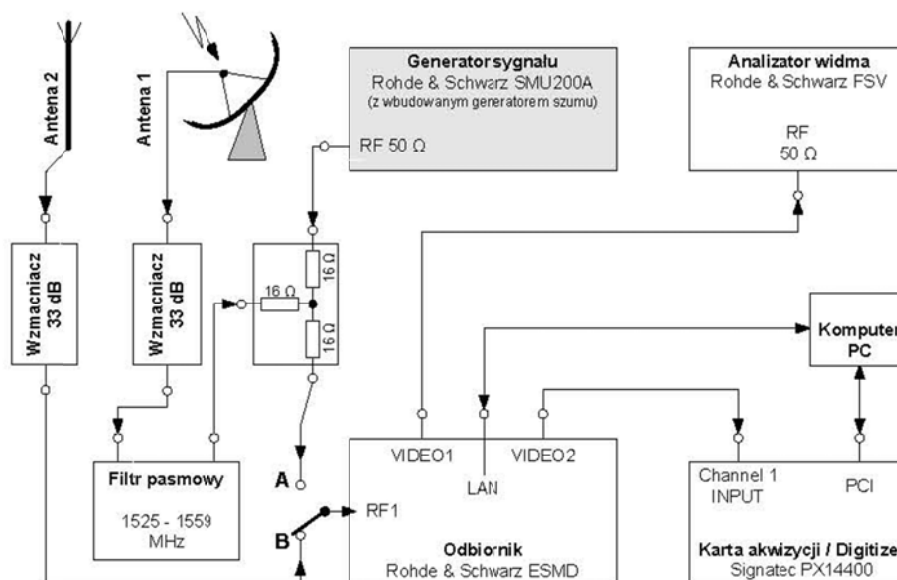 Antena 2
Antena 1
Generatorsygnału
Rohde & Schwarz SMU200A
(z wbudowanym gereratorem szumu)
RF 50 Ω
Analizator widma
Rohde & Schwarz FSV
RF
50 Ω
Wzmacniacz
33 dB
Wzmacniacz
33 dB
16 Ω
16 Ω
16 Ω
Komputer
PC
Filtr pasmowy
1525 - 1559
MHz
A
B
VIDEO1
VIDEO2
LAN
RF1
Odbiornik
Rohde & Schwarz ESMD
Channel 1
INPUT
PCI
Karta akwizycji / Digitize
Signatec PX14400